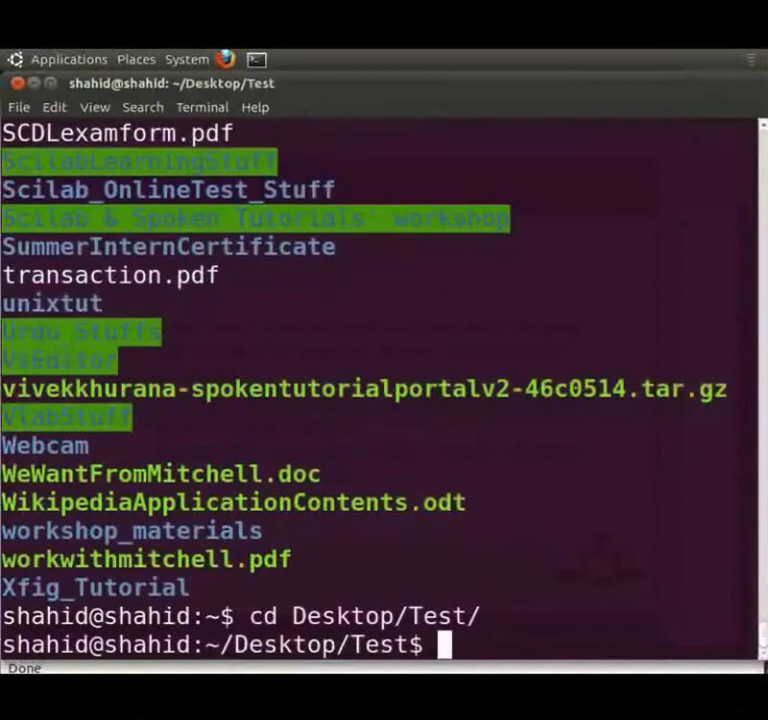 Applications Places System
shahid@shahid: ~/Desktop/Test
File Edit View Search Terminal Help
SCDLexamform.pdf
ScilabLearningStuff
Scilab_OnlineTest_Stuff
Scilab & Spoken Tutorials  workshop
SummerInternCertificate
transaction.pdf
unixtut
Urdu Stuffs
VsEditor
vivekkhurana-spokentutorialportalv2-46c0514.tar.gz
VlabStuff
Webcam
WeWantFromMitchell.doc
WikipediaApplicationContents.odt
workshop_materials
workwithmitchell.pdf
Xfig_Tutorial
shahid@shahid:~$ cd Desktop/Test/
shahid@shahid:~/Desktop/Test$
Done